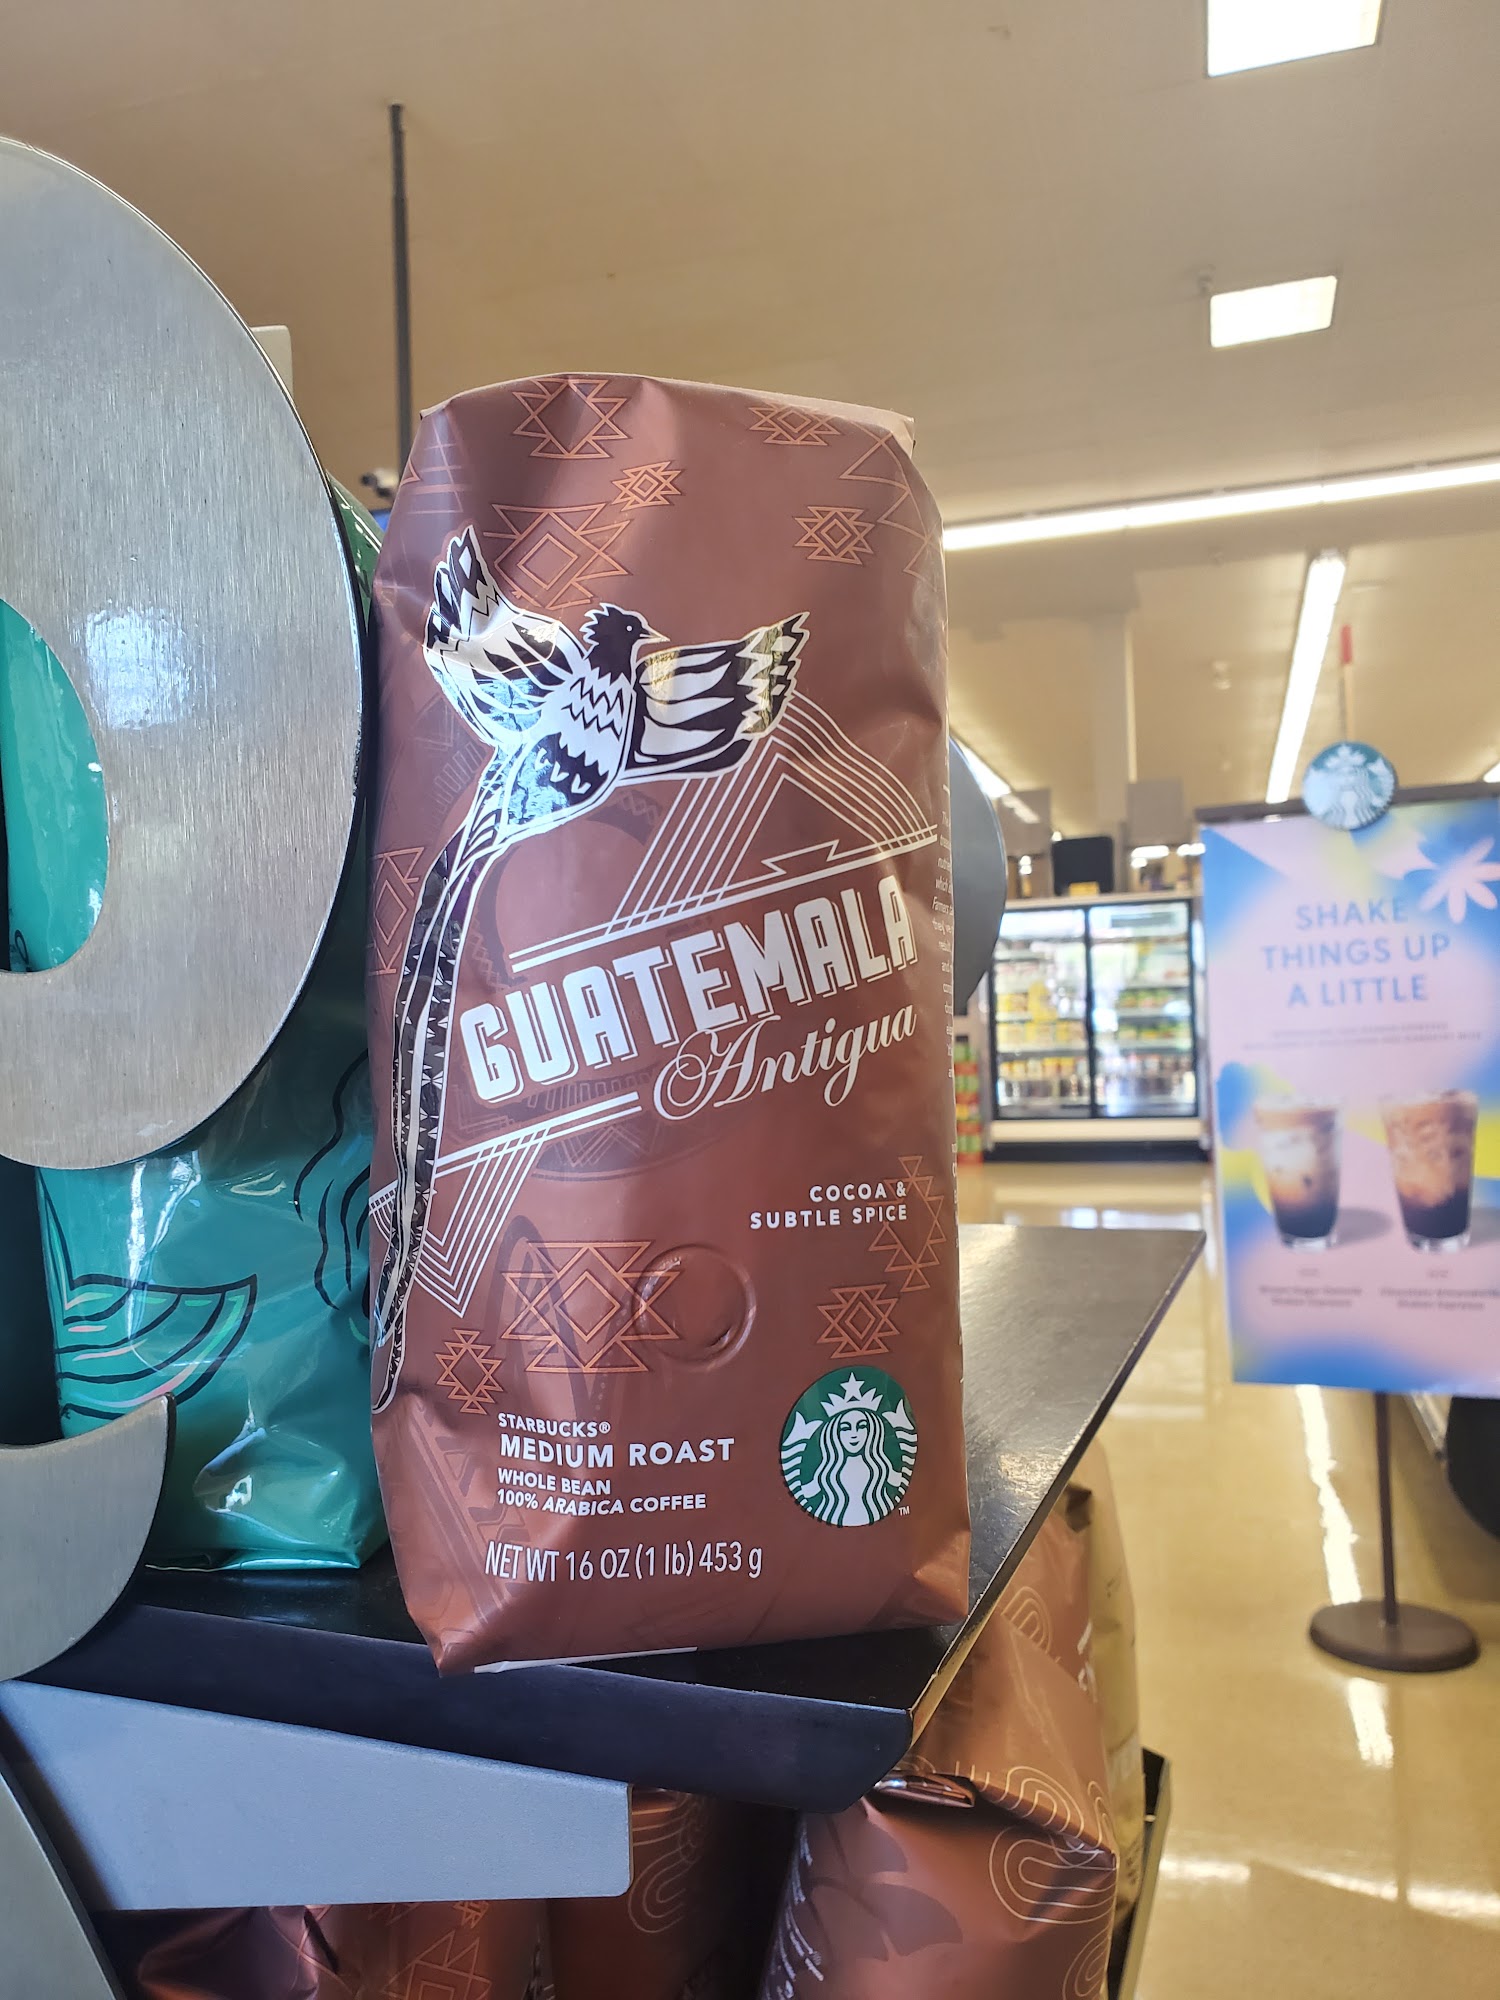 GUATEMALA
Antigua
COCOA &
SUBTLE SPICE
STARBUCKS®
MEDIUM ROAST
WHOLE BEAN
100% ARABICA COFFEE
NET WT 16 OZ (1 lb) 453 g
TM
SHAKE
THINGS UP
A LITTLE